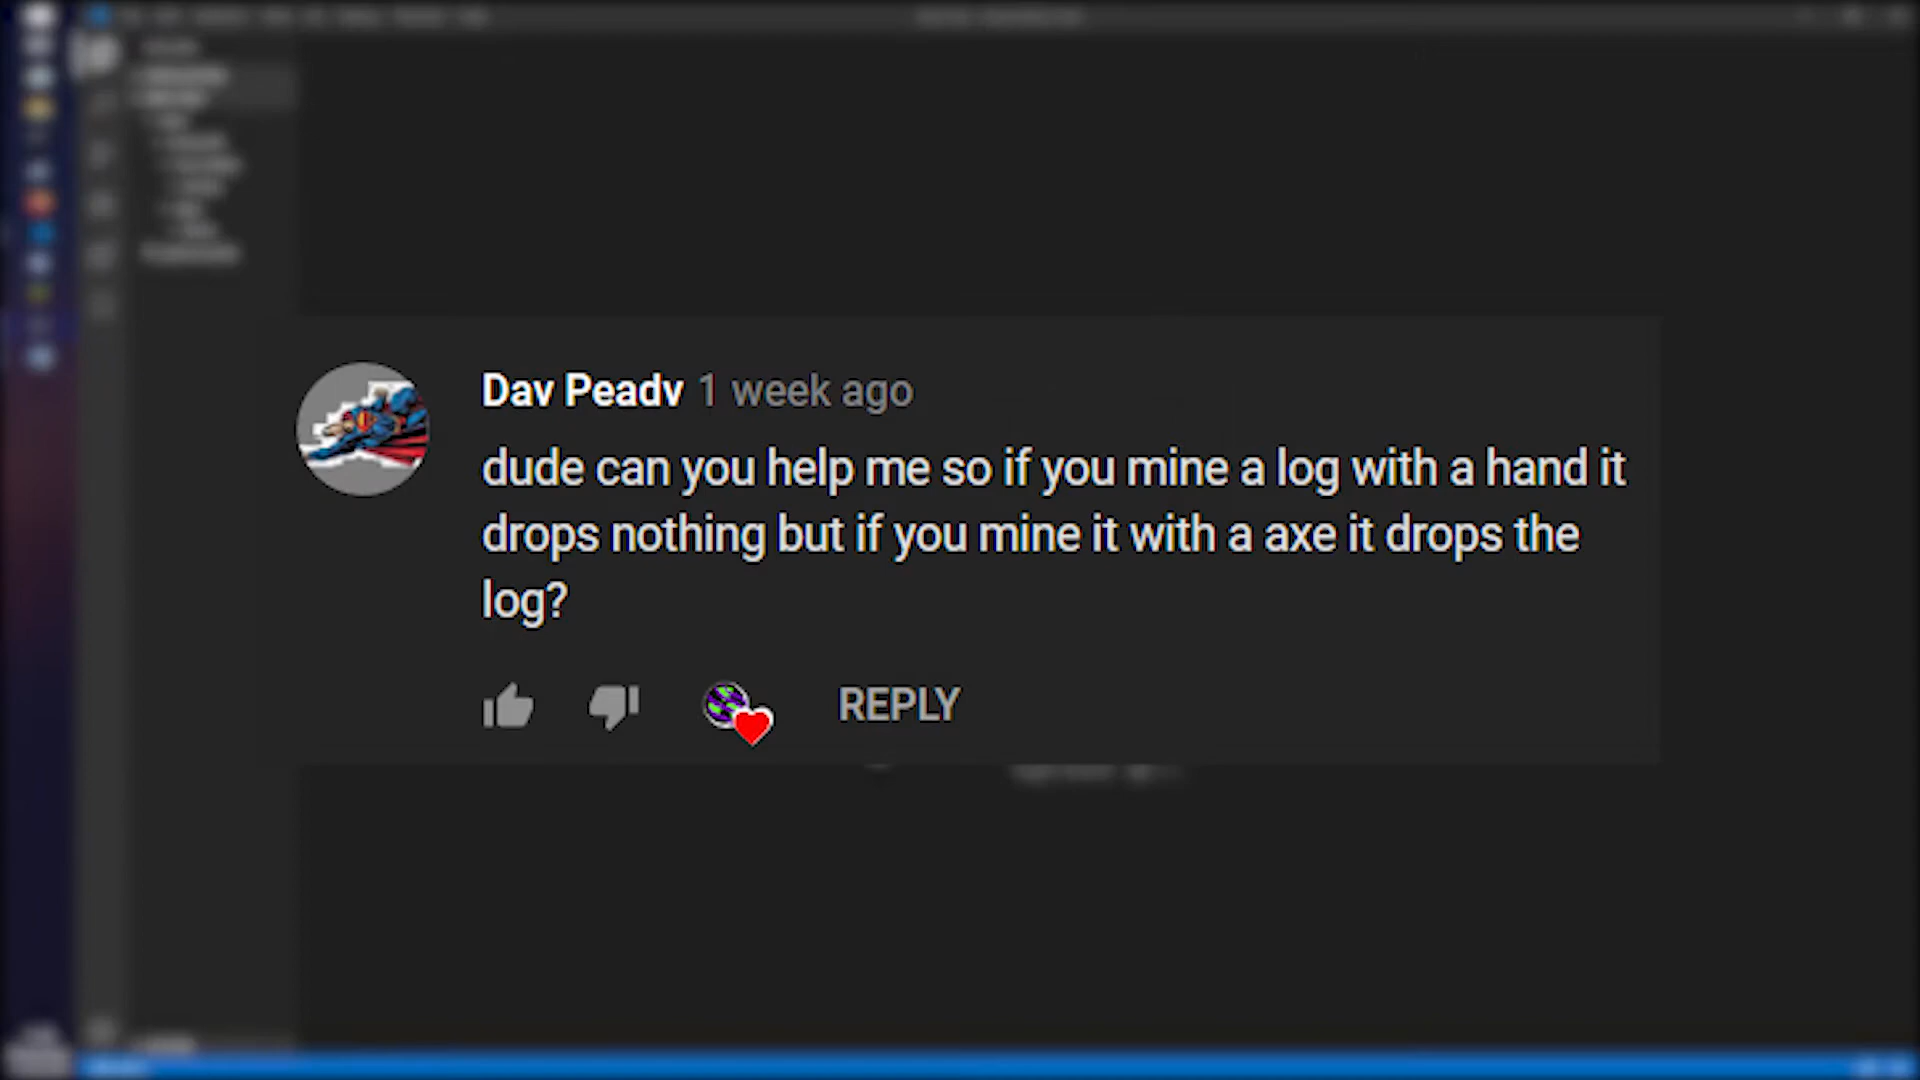 Dav Peadv 1 week ago
dude can you help me so if you mine a log with a hand it
drops nothing but if you mine it with a axe it drops the
log?
REPLY